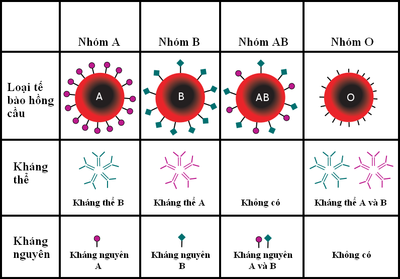 Nhóm A Nhóm B Nhóm AB Nhóm O
Loại tế
bào hồng
cầu
A B AB O
Kháng
thể
Kháng thể B Kháng thể A Không có Kháng thể A và B
Kháng
nguyên
Kháng nguyên
A
Kháng nguyên
B
Kháng nguyên
A và B
Không có